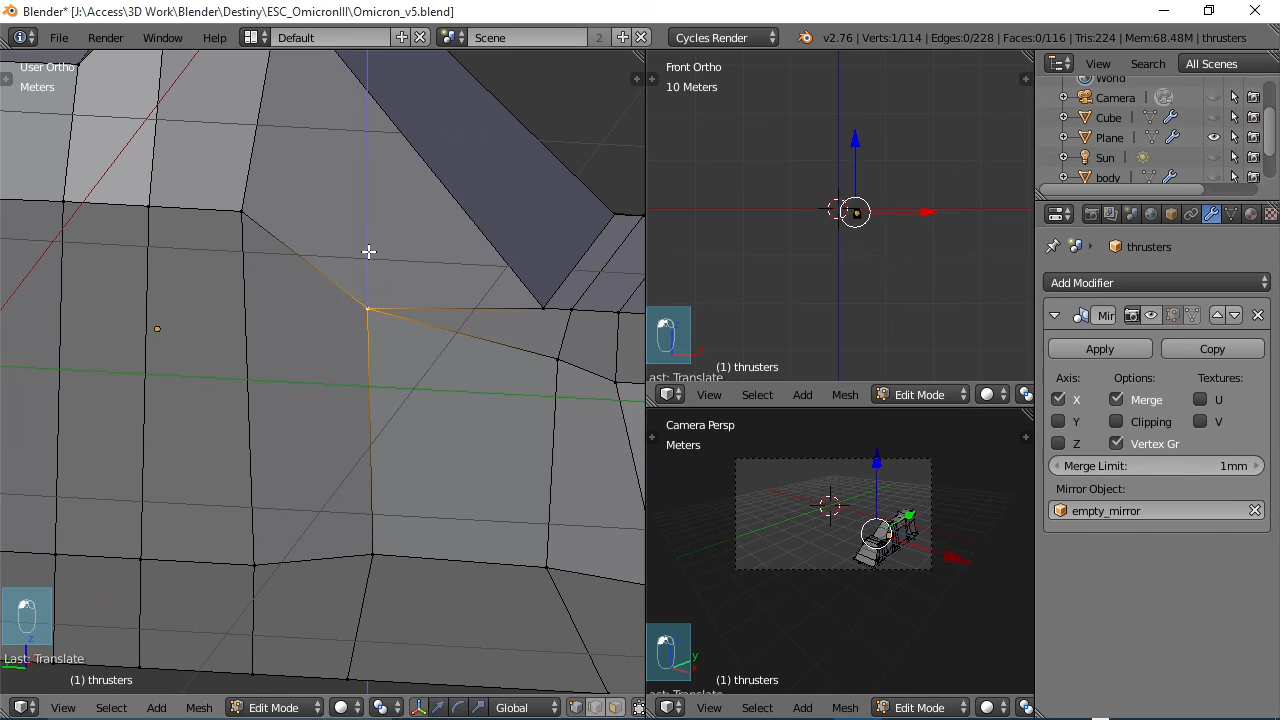 Blender* [J:\Access\3D Work\Blender\Destiny\ESC_OmicronIII\Omicron_v5.blend]
File Render Window Help Default Scene 2 Cycles Render v2.76 | Verts:1/114 | Edges:0/228 | Faces:0/116 | Tris:224 | Mem:68.48M | thrusters
User Ortho
Meters
Front Ortho
10 Meters
View Search All Scenes
World
Camera
Cube
Plane
Sun
body
thrusters
Add Modifier
Mir
Apply Copy
Axis: Options: Textures:
X Merge U
Y Clipping V
Z Vertex Gr
Merge Limit: 1mm
Mirror Object:
empty_mirror
(1) thrusters
ast: Translate
View Select Add Mesh Edit Mode
Camera Persp
Meters
z
Last: Translate
(1) thrusters
y
x
(1) thrusters
ast: Translate
View Select Add Mesh Edit Mode Global
View Select Add Mesh Edit Mode